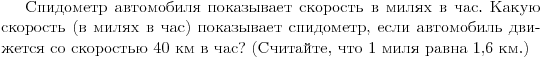 Спидометр автомобиля показывает скорость в милях в час. Какую
скорость (в милях в час) показывает спидометр, если автомобиль дви-
жется со скоростью 40 км в час? (Считайте, что 1 миля равна 1,6 км.)